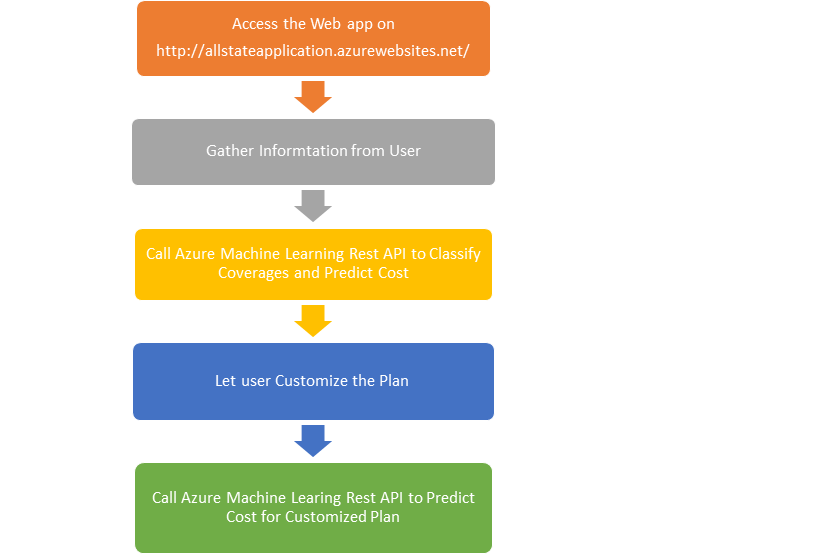 Access the Web app on
http://allstateapplication.azurewebsites.net/
Gather Informtation from User
Call Azure Machine Learning Rest API to Classify
Coverages and Predict Cost
Let user Customize the Plan
Call Azure Machine Learing Rest API to Predict
Cost for Customized Plan